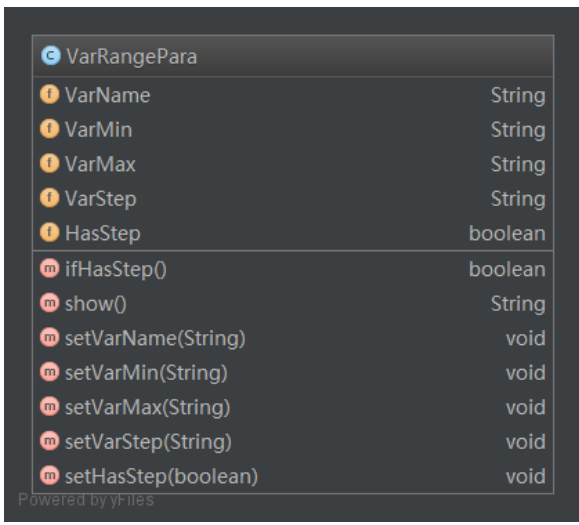 VarRangePara
VarName String
VarMin String
VarMax String
VarStep String
HasStep boolean
ifHasStep() boolean
show() String
setVarName(String) void
setVarMin(String) void
setVarMax(String) void
setVarStep(String) void
setHasStep(boolean) void
Powered by yFiles